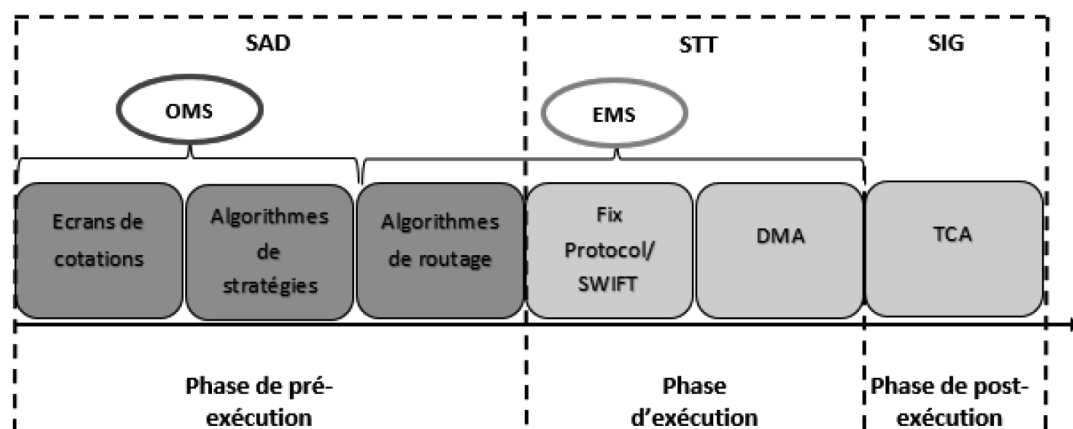 SAD
STT
SIG
OMS
EMS
Ecrans de
cotations
Algorithmes
de
stratégies
Algorithmes
de routage
Fix
Protocol/
SWIFT
DMA
TCA
Phase de pré-
exécution
Phase
d'exécution
Phase de post-
exécution